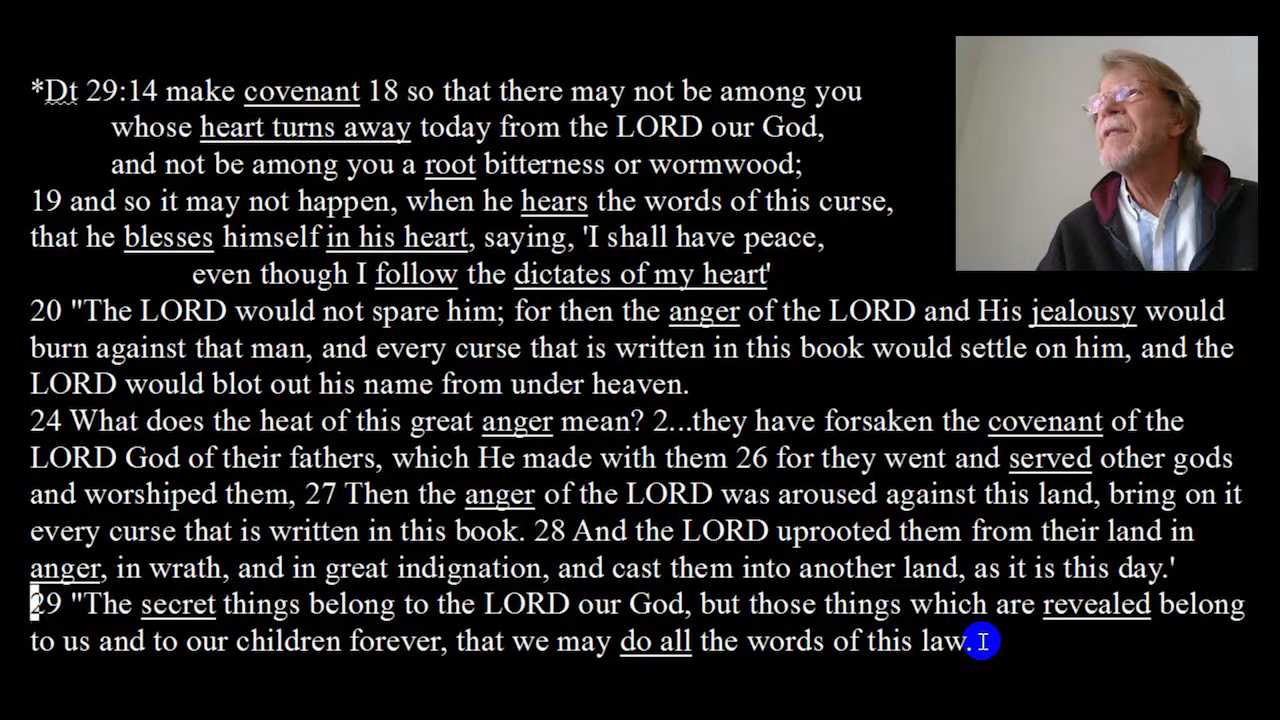 *Dt 29:14 make covenant 18 so that there may not be among you
whose heart turns away today from the LORD our God,
and not be among you a root bitterness or wormwood;
19 and so it may not happen, when he hears the words of this curse,
that he blesses himself in his heart, saying, 'I shall have peace,
even though I follow the dictates of my heart'
20 "The LORD would not spare him; for then the anger of the LORD and His jealousy would
burn against that man, and every curse that is written in this book would settle on him, and the
LORD would blot out his name from under heaven.
24 What does the heat of this great anger mean? 2...they have forsaken the covenant of the
LORD God of their fathers, which He made with them 26 for they went and served other gods
and worshiped them, 27 Then the anger of the LORD was aroused against this land, bring on it
every curse that is written in this book. 28 And the LORD uprooted them from their land in
anger, in wrath, and in great indignation, and cast them into another land, as it is this day.'
29 "The secret things belong to the LORD our God, but those things which are revealed belong
to us and to our children forever, that we may do all the words of this law.